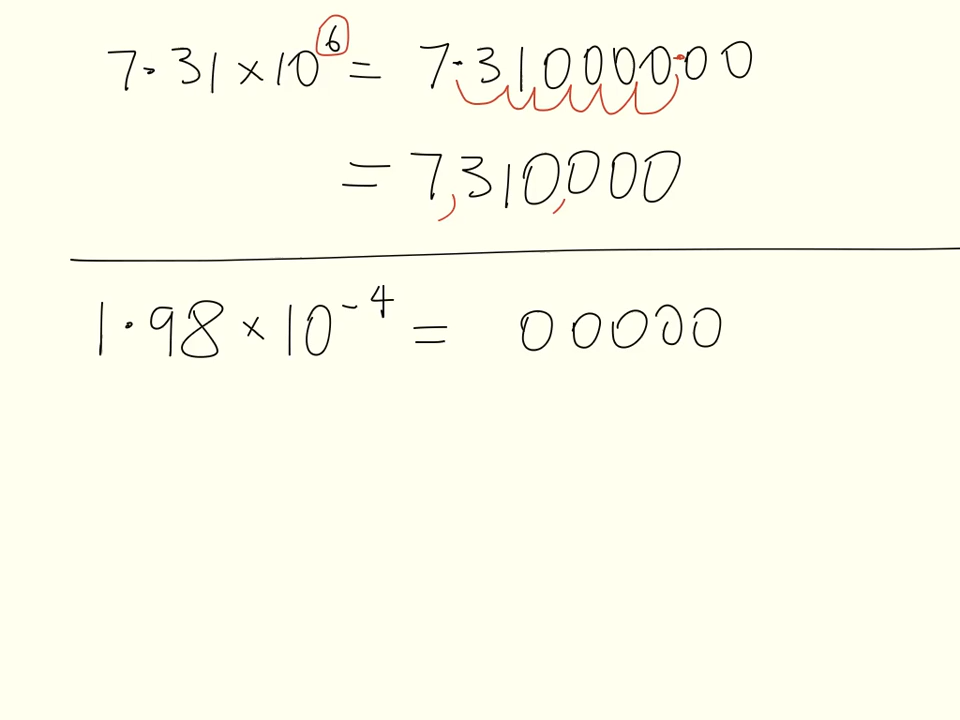 7.31 × 10^6 = 7.31000000
= 7,310,000
1.98 × 10^-4 = 00000